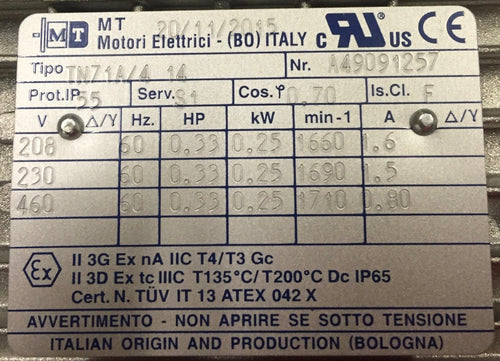 MT MT 20/11/2015
Motori Elettrici - (BO) ITALY c RU US CE
Tipo TN71A/4 14 Nr. A49091257
Prot.IP 55 Serv. S1 Cos.φ 0,70 Is.Cl. F
V Δ/Y Hz. HP kW min-1 A Δ/Y
208 60 0,33 0,25 1660 1,6
230 60 0,33 0,25 1690 1,5
460 60 0,33 0,25 1710 0,80
Ex II 3G Ex nA IIC T4/T3 Gc
II 3D Ex tc IIIC T135°C/T200°C Dc IP65
Cert. N. TÜV IT 13 ATEX 042 X
AVVERTIMENTO - NON APRIRE SE SOTTO TENSIONE
ITALIAN ORIGIN AND PRODUCTION (BOLOGNA)